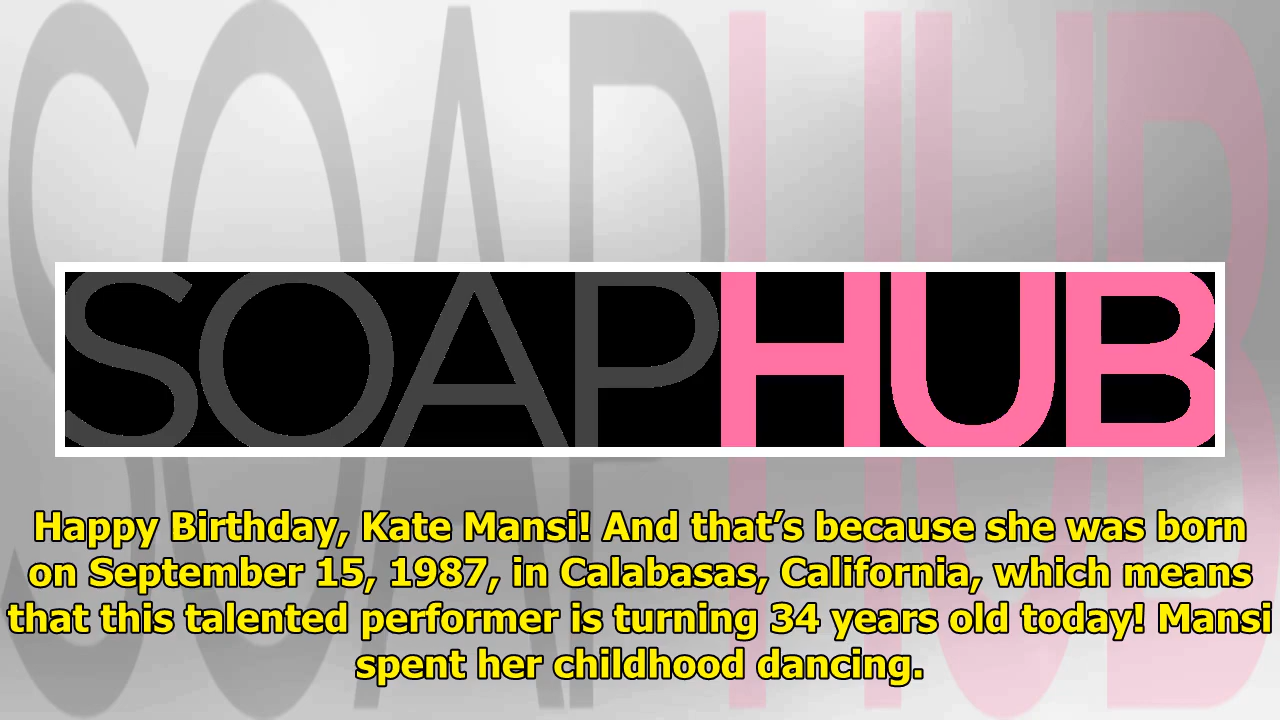 SOAPHUB
SOAPHUB
Happy Birthday, Kate Mansi! And that’s because she was born
on September 15, 1987, in Calabasas, California, which means
that this talented performer is turning 34 years old today! Mansi
spent her childhood dancing.